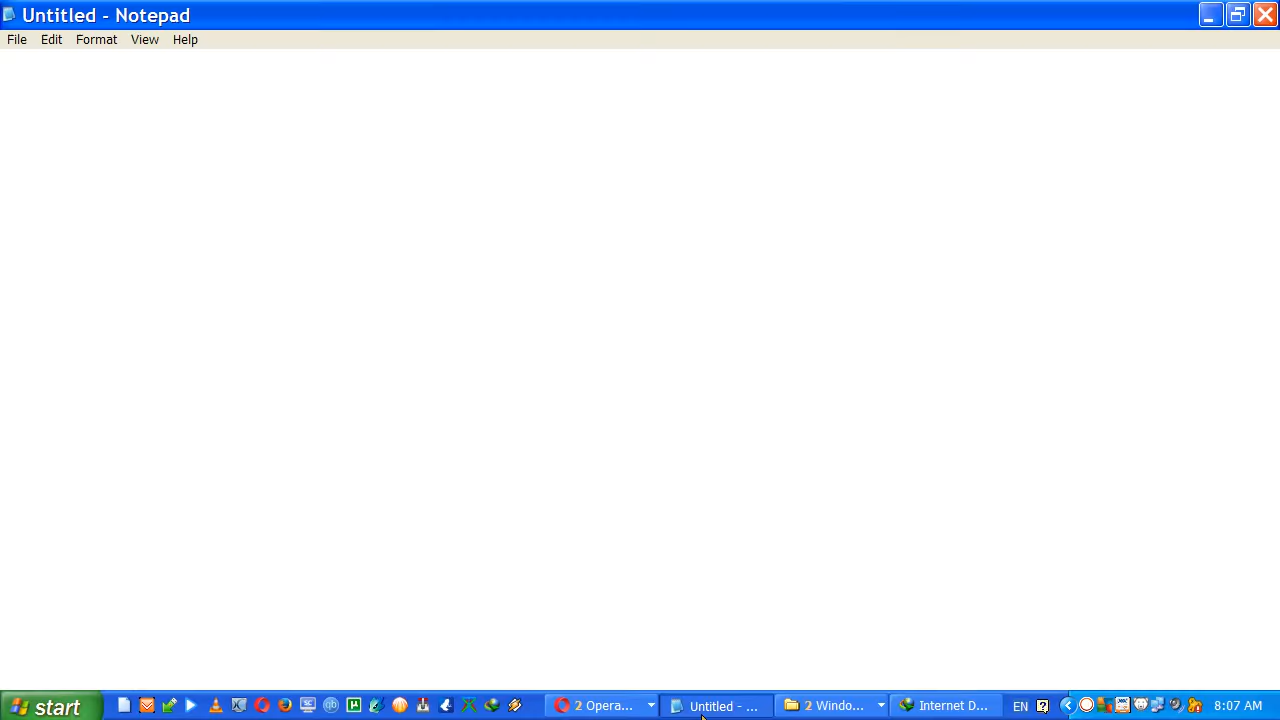 Untitled - Notepad
File Edit Format View Help
start 2 Opera... Untitled - ... 2 Windo... Internet D... EN 8:07 AM